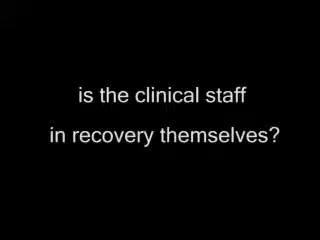 is the clinical staff
in recovery themselves?